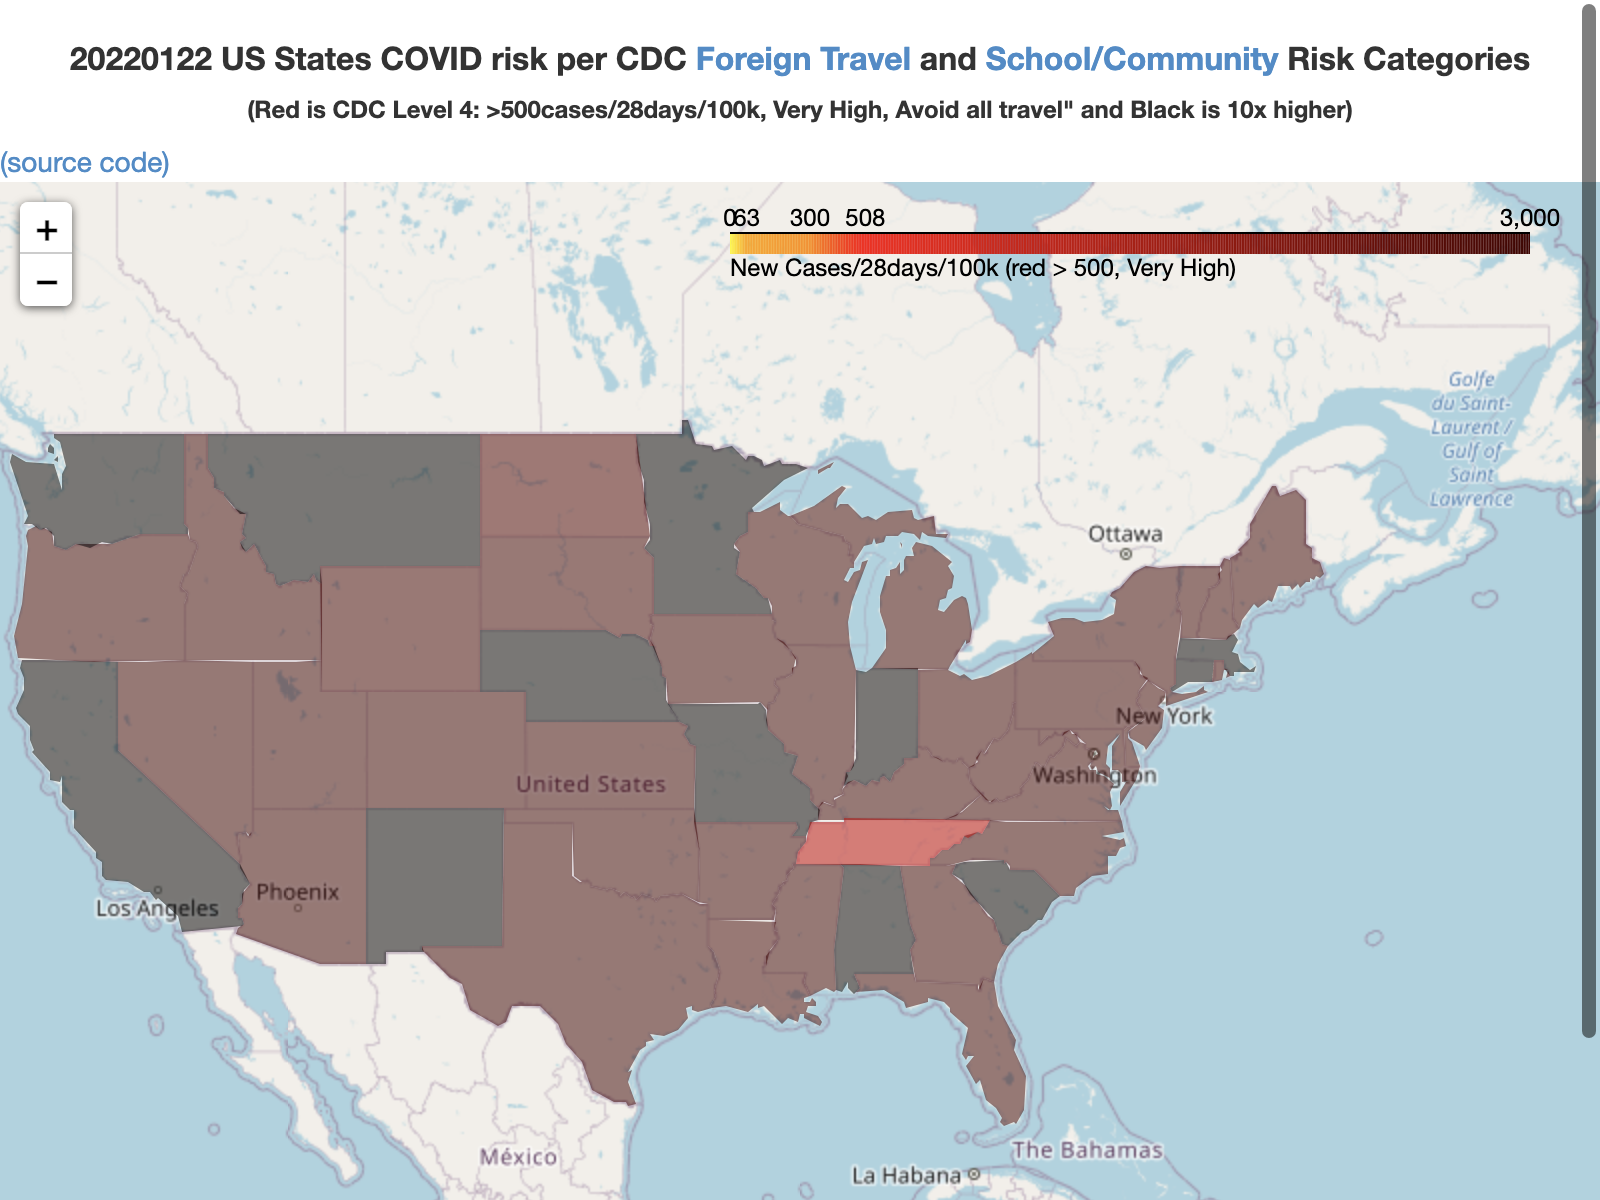 20220122 US States COVID risk per CDC Foreign Travel and School/Community Risk Categories
(Red is CDC Level 4: >500cases/28days/100k, Very High, Avoid all travel" and Black is 10x higher)
(source code)
+
−
0 63 300 508 3,000
New Cases/28days/100k (red > 500, Very High)
Golfe
du Saint-
Laurent /
Gulf of
Saint
Lawrence
Ottawa
New York
Washington
United States
Phoenix
Los Angeles
México
The Bahamas
La Habana